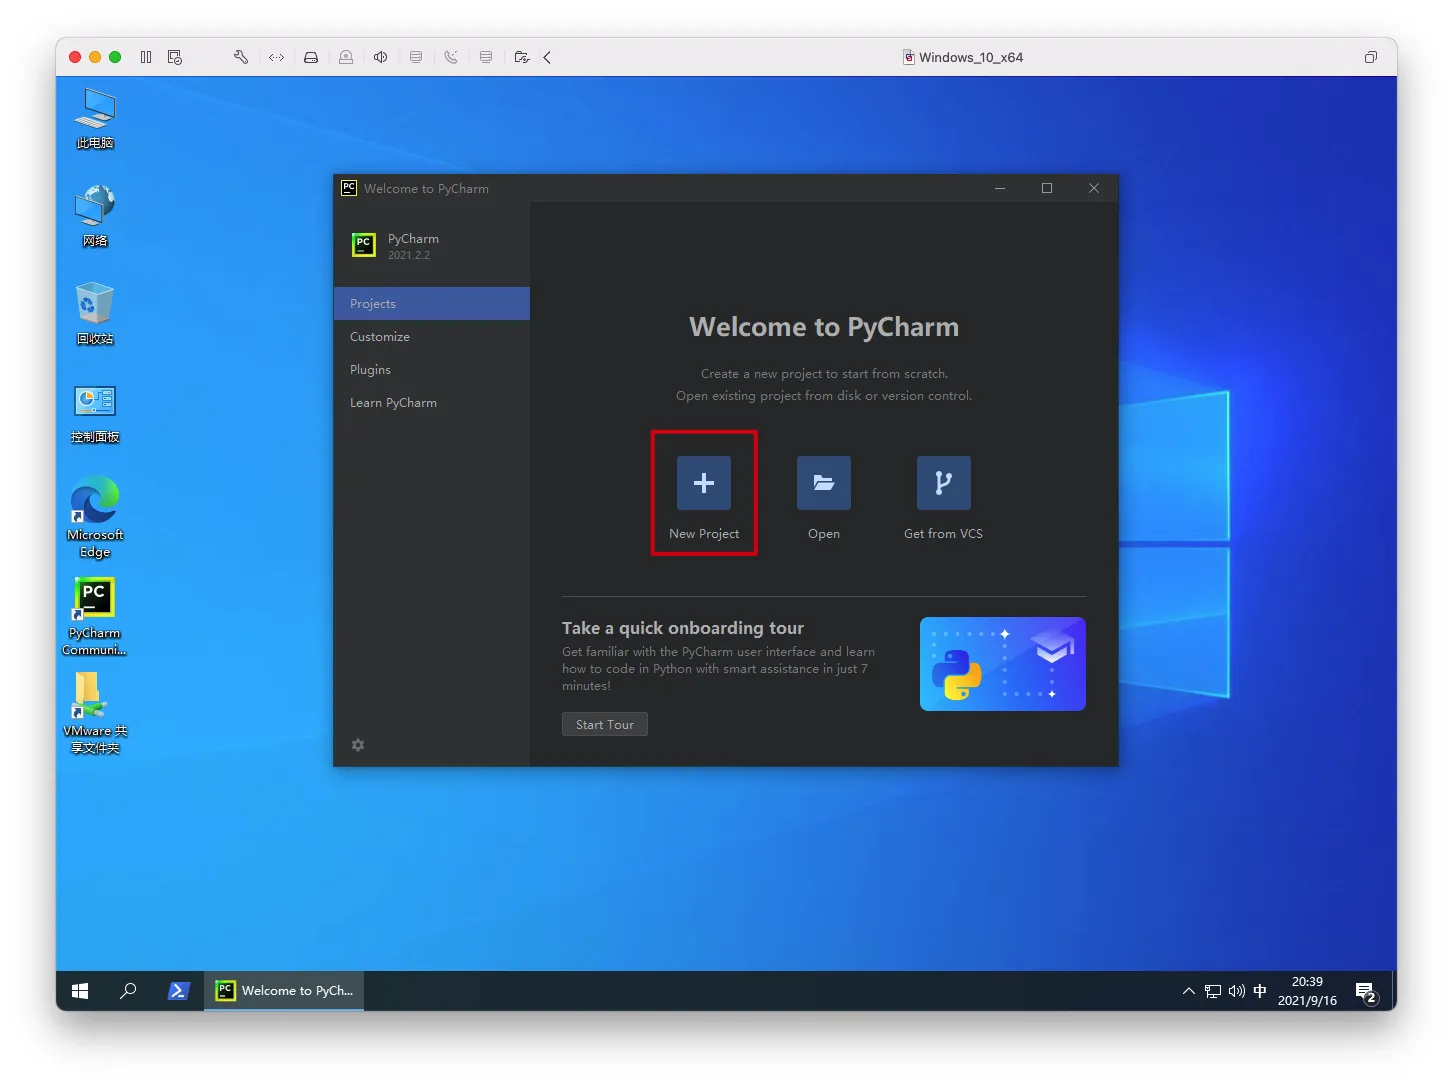 Windows_10_x64
此电脑
网络
回收站
控制面板
Microsoft
Edge
PC
PyCharm
Communi...
VMware 共
享文件夹
PC
Welcome to PyCharm
PC
PyCharm
2021.2.2
Projects
Customize
Plugins
Learn PyCharm
Welcome to PyCharm
Create a new project to start from scratch.
Open existing project from disk or version control.
New Project
Open
Get from VCS
Take a quick onboarding tour
Get familiar with the PyCharm user interface and learn
how to code in Python with smart assistance in just 7
minutes!
Start Tour
PC
Welcome to PyCh...
中
20:39
2021/9/16
2